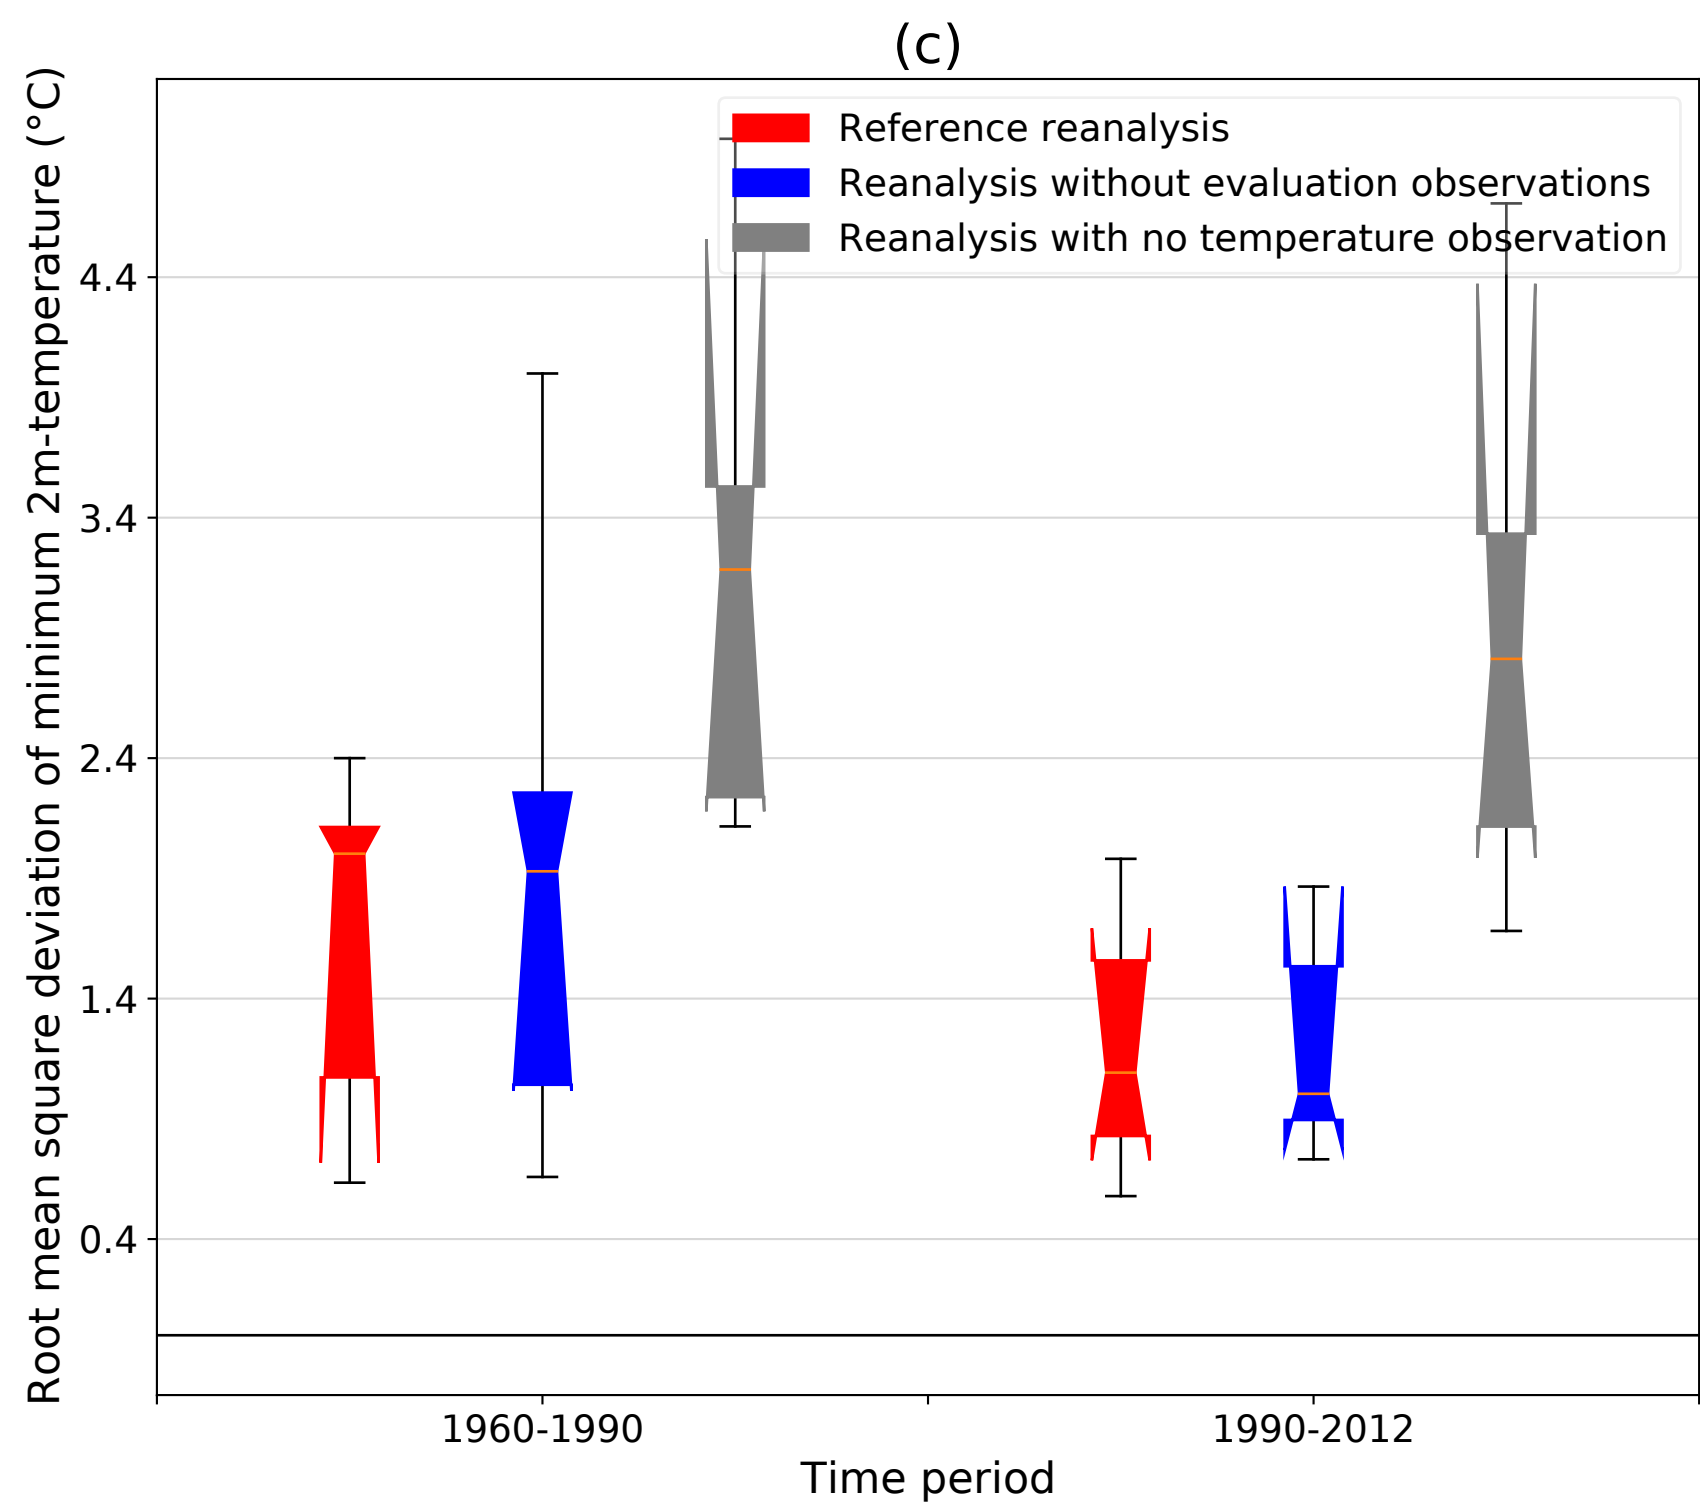 (c)
Root mean square deviation of minimum 2m-temperature (°C)
Reference reanalysis
Reanalysis without evaluation observations
Reanalysis with no temperature observation
4.4
3.4
2.4
1.4
0.4
1960-1990
1990-2012
Time period